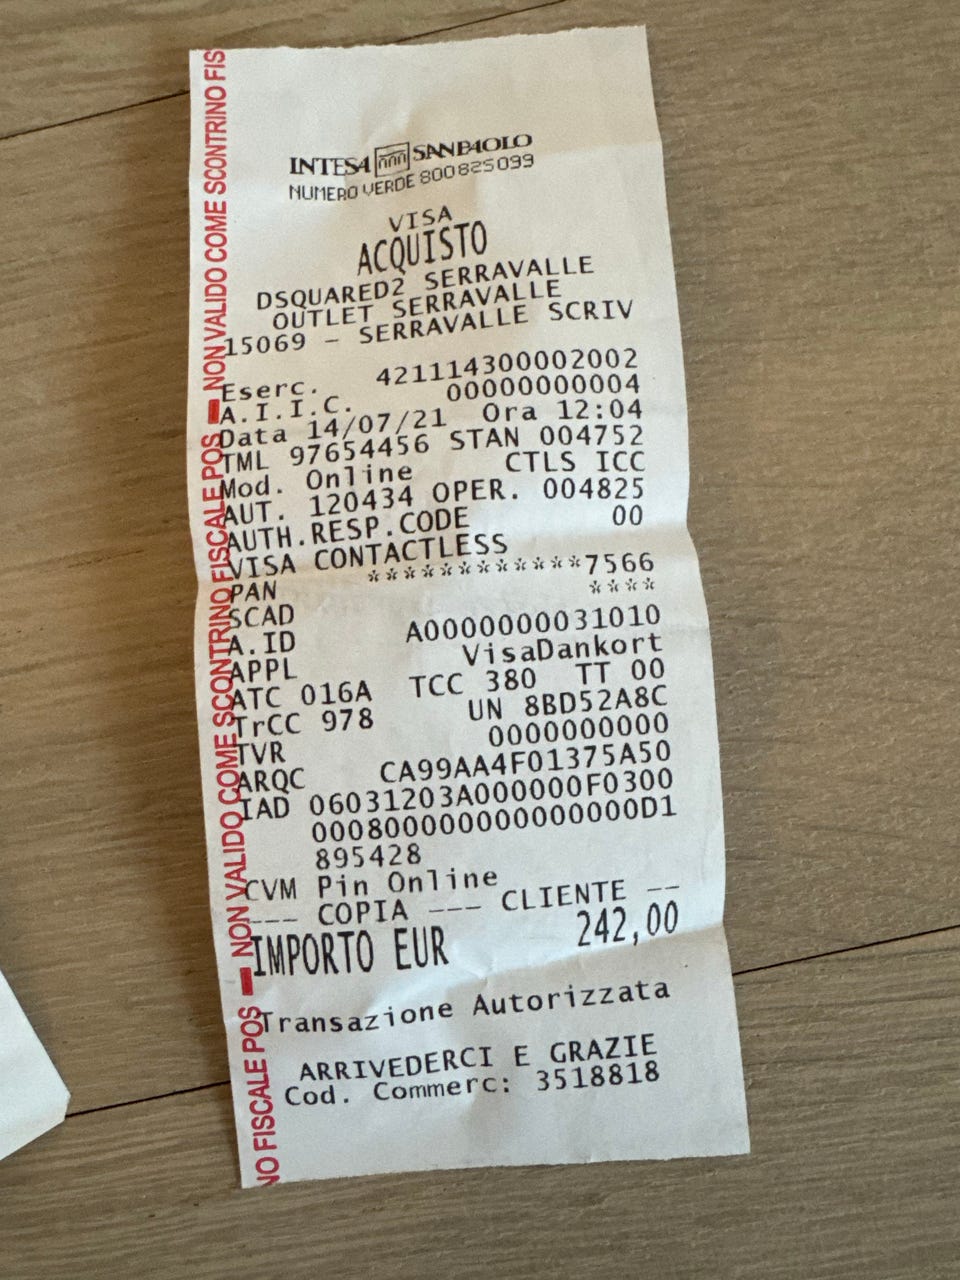 INTESA SANPAOLO
NUMERO VERDE 800825099
VISA
ACQUISTO
DSQUARED2 SERRAVALLE
OUTLET SERRAVALLE
15069 - SERRAVALLE SCRIV
Eserc. 421114300002002
A.I.I.C. 00000000004
Data 14/07/21 Ora 12:04
TML 97654456 STAN 004752
Mod. Online CTLS ICC
AUT. 120434 OPER. 004825
AUTH.RESP.CODE 00
VISA CONTACTLESS
PAN ************7566
SCAD ****
A.ID A0000000031010
APPL VisaDankort
ATC 016A TCC 380 TT 00
TrCC 978 UN 8BD52A8C
TVR 0000000000
ARQC CA99AA4F01375A50
IAD 06031203A000000F0300
000800000000000000D1
895428
CVM Pin Online
--- COPIA --- CLIENTE --
IMPORTO EUR 242,00
Transazione Autorizzata
ARRIVEDERCI E GRAZIE
Cod. Commerc: 3518818
NO FISCALE POS — NON VALIDO COME SCONTRINO FISCALE POS — NON VALIDO COME SCONTRINO FIS